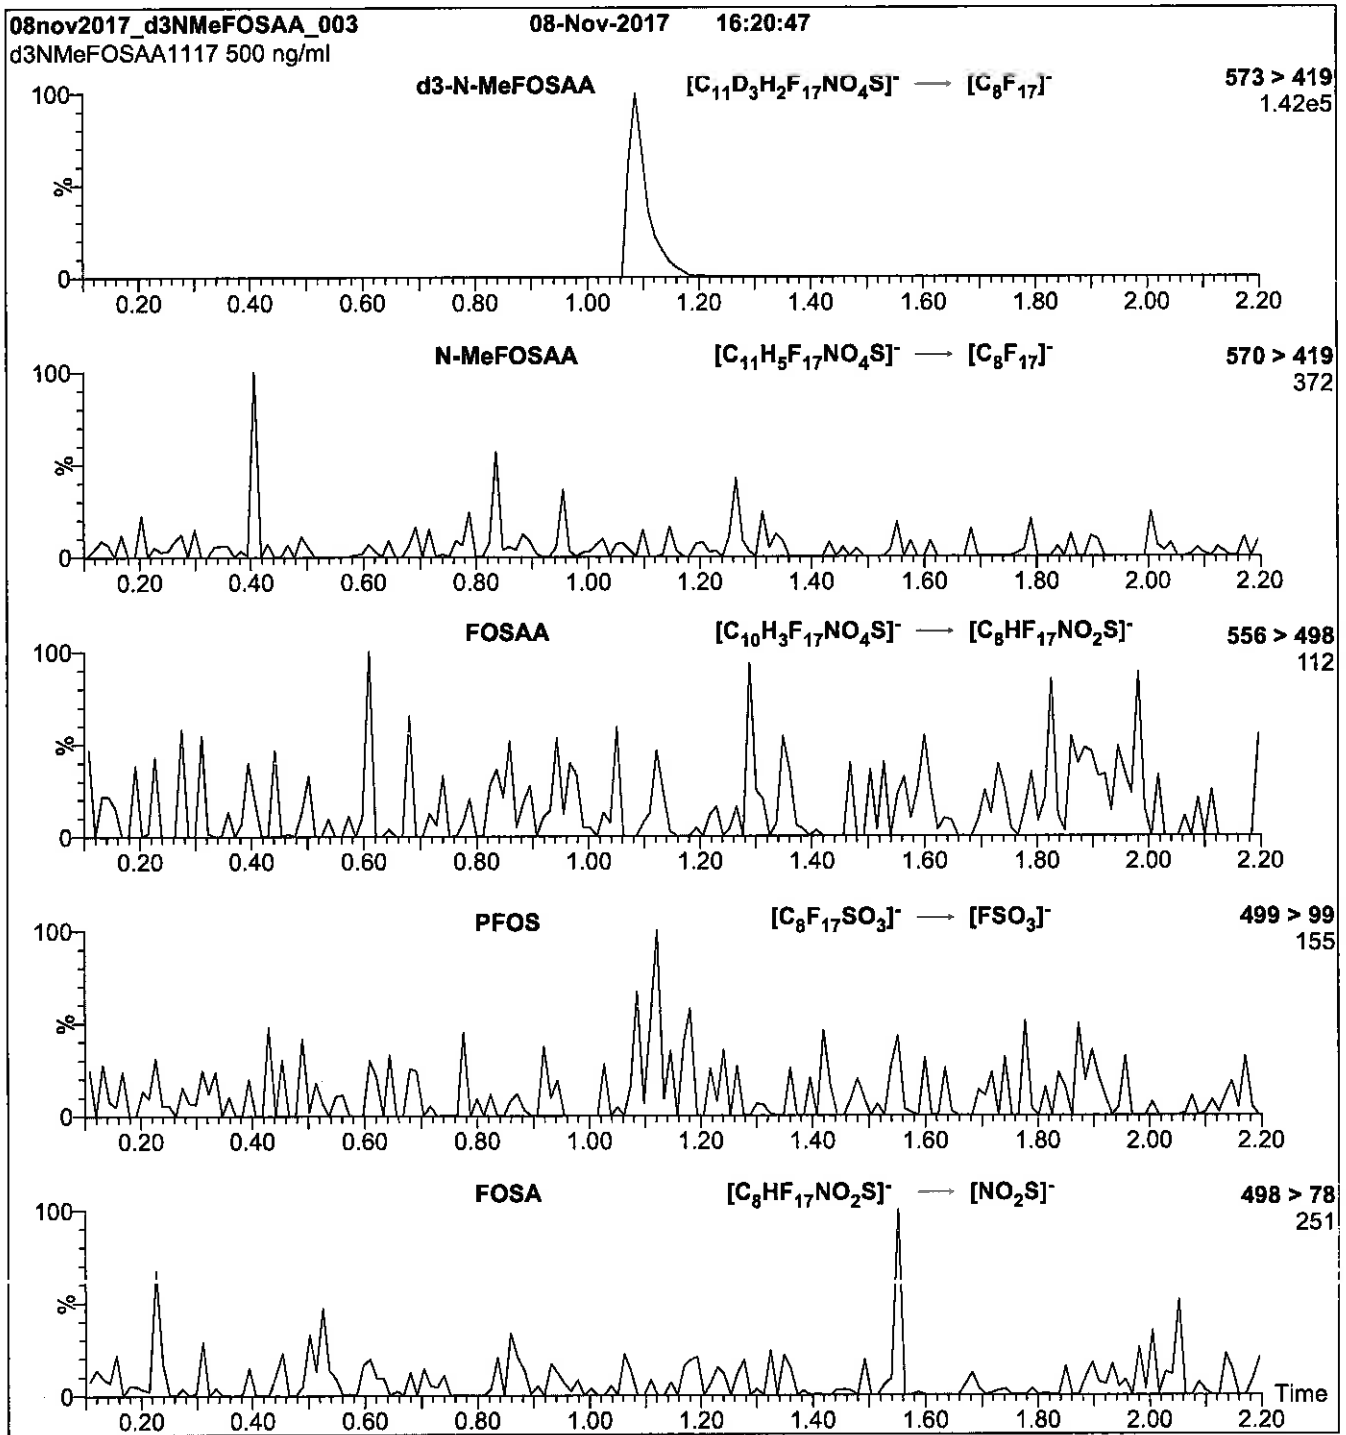 08nov2017_d3NMeFOSAA_003 08-Nov-2017 16:20:47
d3NMeFOSAA1117 500 ng/ml
d3-N-MeFOSAA [C₁₁D₃H₂F₁₇NO₄S]⁻ → [C₈F₁₇]⁻ 573 > 419
1.42e5
100
%
0
0.20 0.40 0.60 0.80 1.00 1.20 1.40 1.60 1.80 2.00 2.20
N-MeFOSAA [C₁₁H₅F₁₇NO₄S]⁻ → [C₈F₁₇]⁻ 570 > 419
372
100
%
0
0.20 0.40 0.60 0.80 1.00 1.20 1.40 1.60 1.80 2.00 2.20
FOSAA [C₁₀H₃F₁₇NO₄S]⁻ → [C₈HF₁₇NO₂S]⁻ 556 > 498
112
100
%
0
0.20 0.40 0.60 0.80 1.00 1.20 1.40 1.60 1.80 2.00 2.20
PFOS [C₈F₁₇SO₃]⁻ → [FSO₃]⁻ 499 > 99
155
100
%
0
0.20 0.40 0.60 0.80 1.00 1.20 1.40 1.60 1.80 2.00 2.20
FOSA [C₈HF₁₇NO₂S]⁻ → [NO₂S]⁻ 498 > 78
251
100
%
0
Time
0.20 0.40 0.60 0.80 1.00 1.20 1.40 1.60 1.80 2.00 2.20